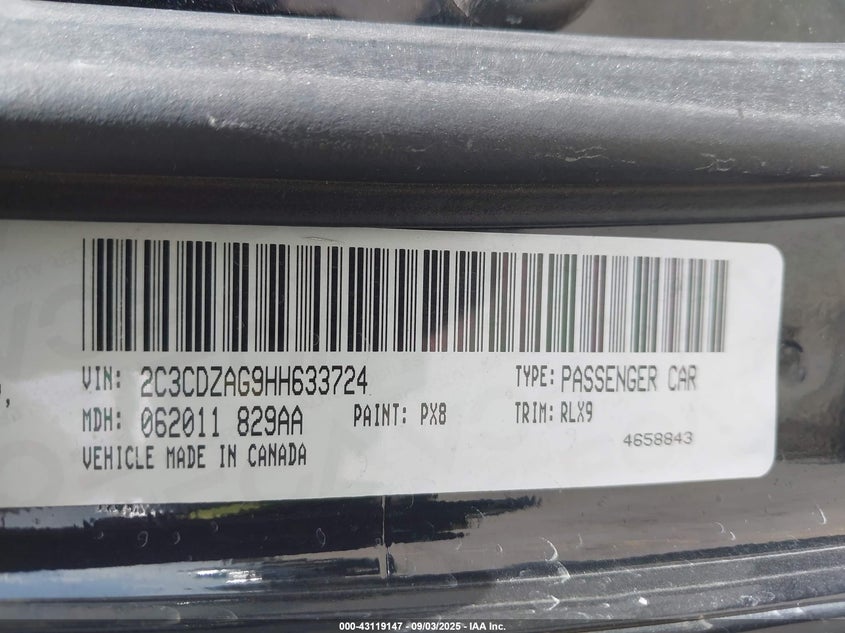 VIN: 2C3CDZAG9HH633724 TYPE: PASSENGER CAR
MDH: 062011 829AA PAINT: PX8 TRIM: RLX9
VEHICLE MADE IN CANADA 4658843
000-43119147 - 09/03/2025 - IAA Inc.